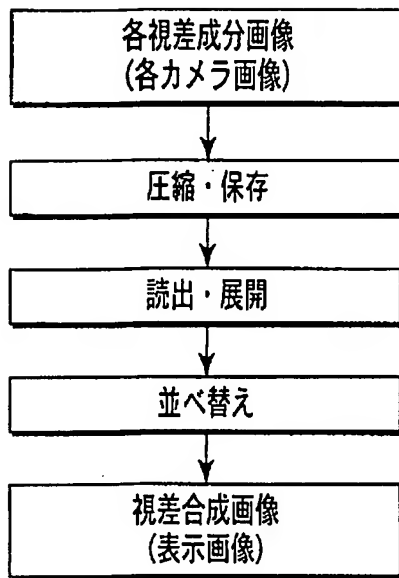 各視差成分画像
(各カメラ画像)
圧縮・保存
読出・展開
並べ替え
視差合成画像
(表示画像)